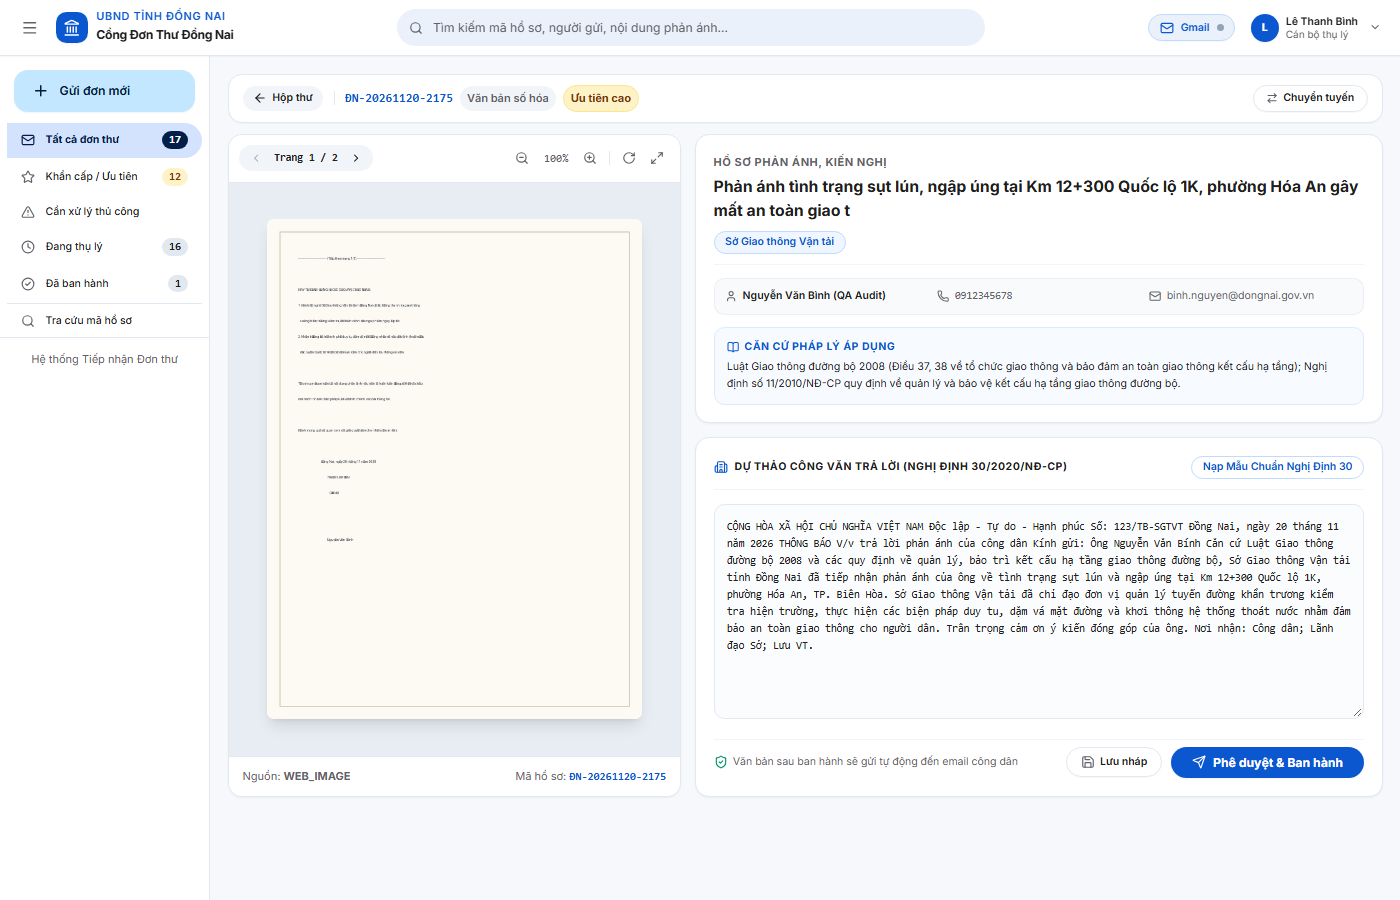 UBND TỈNH ĐỒNG NAI
Cổng Đơn Thư Đồng Nai
Tìm kiếm mã hồ sơ, người gửi, nội dung phản ánh...
Gmail
L
Lê Thanh Bình
Cán bộ thụ lý
Gửi đơn mới
Tất cả đơn thư 17
Khẩn cấp / Ưu tiên 12
Cần xử lý thủ công
Đang thụ lý 16
Đã ban hành 1
Tra cứu mã hồ sơ
Hệ thống Tiếp nhận Đơn thư
Hộp thư
ĐN-20261120-2175
Văn bản số hóa
Ưu tiên cao
Chuyển tuyến
Trang 1 / 2
100%
Nguồn: WEB_IMAGE
Mã hồ sơ: ĐN-20261120-2175
HỒ SƠ PHẢN ÁNH, KIẾN NGHỊ
Phản ánh tình trạng sụt lún, ngập úng tại Km 12+300 Quốc lộ 1K, phường Hóa An gây
mất an toàn giao t
Sở Giao thông Vận tải
Nguyễn Văn Bình (QA Audit)
0912345678
binh.nguyen@dongnai.gov.vn
CĂN CỨ PHÁP LÝ ÁP DỤNG
Luật Giao thông đường bộ 2008 (Điều 37, 38 về tổ chức giao thông và bảo đảm an toàn giao thông kết cấu hạ tầng); Nghị
định số 11/2010/NĐ-CP quy định về quản lý và bảo vệ kết cấu hạ tầng giao thông đường bộ.
DỰ THẢO CÔNG VĂN TRẢ LỜI (NGHỊ ĐỊNH 30/2020/NĐ-CP)
Nạp Mẫu Chuẩn Nghị Định 30
CỘNG HÒA XÃ HỘI CHỦ NGHĨA VIỆT NAM Độc lập - Tự do - Hạnh phúc Số: 123/TB-SGTVT Đồng Nai, ngày 20 tháng 11
năm 2026 THÔNG BÁO V/v trả lời phản ánh của công dân Kính gửi: Ông Nguyễn Văn Bình Căn cứ Luật Giao thông
đường bộ 2008 và các quy định về quản lý, bảo trì kết cấu hạ tầng giao thông đường bộ, Sở Giao thông Vận tải
tỉnh Đồng Nai đã tiếp nhận phản ánh của ông về tình trạng sụt lún và ngập úng tại Km 12+300 Quốc lộ 1K,
phường Hóa An, TP. Biên Hòa. Sở Giao thông Vận tải đã chỉ đạo đơn vị quản lý tuyến đường khẩn trương kiểm
tra hiện trường, thực hiện các biện pháp duy tu, dặm vá mặt đường và khơi thông hệ thống thoát nước nhằm đảm
bảo an toàn giao thông cho người dân. Trân trọng cảm ơn ý kiến đóng góp của ông. Nơi nhận: Công dân; Lãnh
đạo Sở; Lưu VT.
Văn bản sau ban hành sẽ gửi tự động đến email công dân
Lưu nháp
Phê duyệt & Ban hành